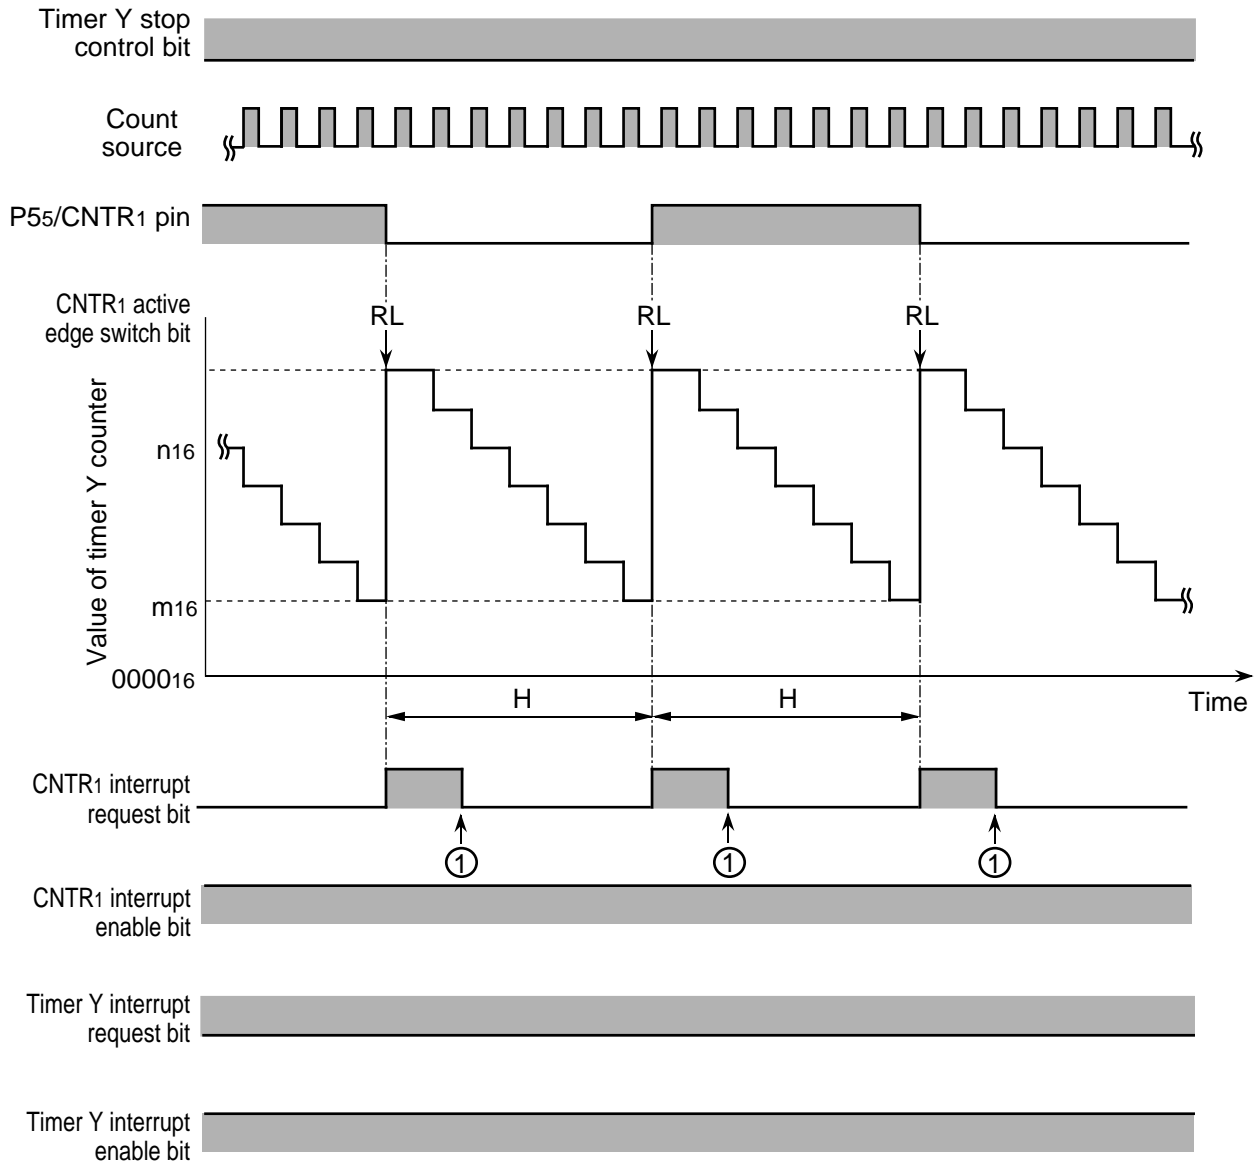 Timer Y stop
control bit
Count
source
P55/CNTR1 pin
CNTR1 active
edge switch bit
RL RL RL
Value of timer Y counter
n16
m16
000016
Time
H H
CNTR1 interrupt
request bit
1 1 1
CNTR1 interrupt
enable bit
Timer Y interrupt
request bit
Timer Y interrupt
enable bit